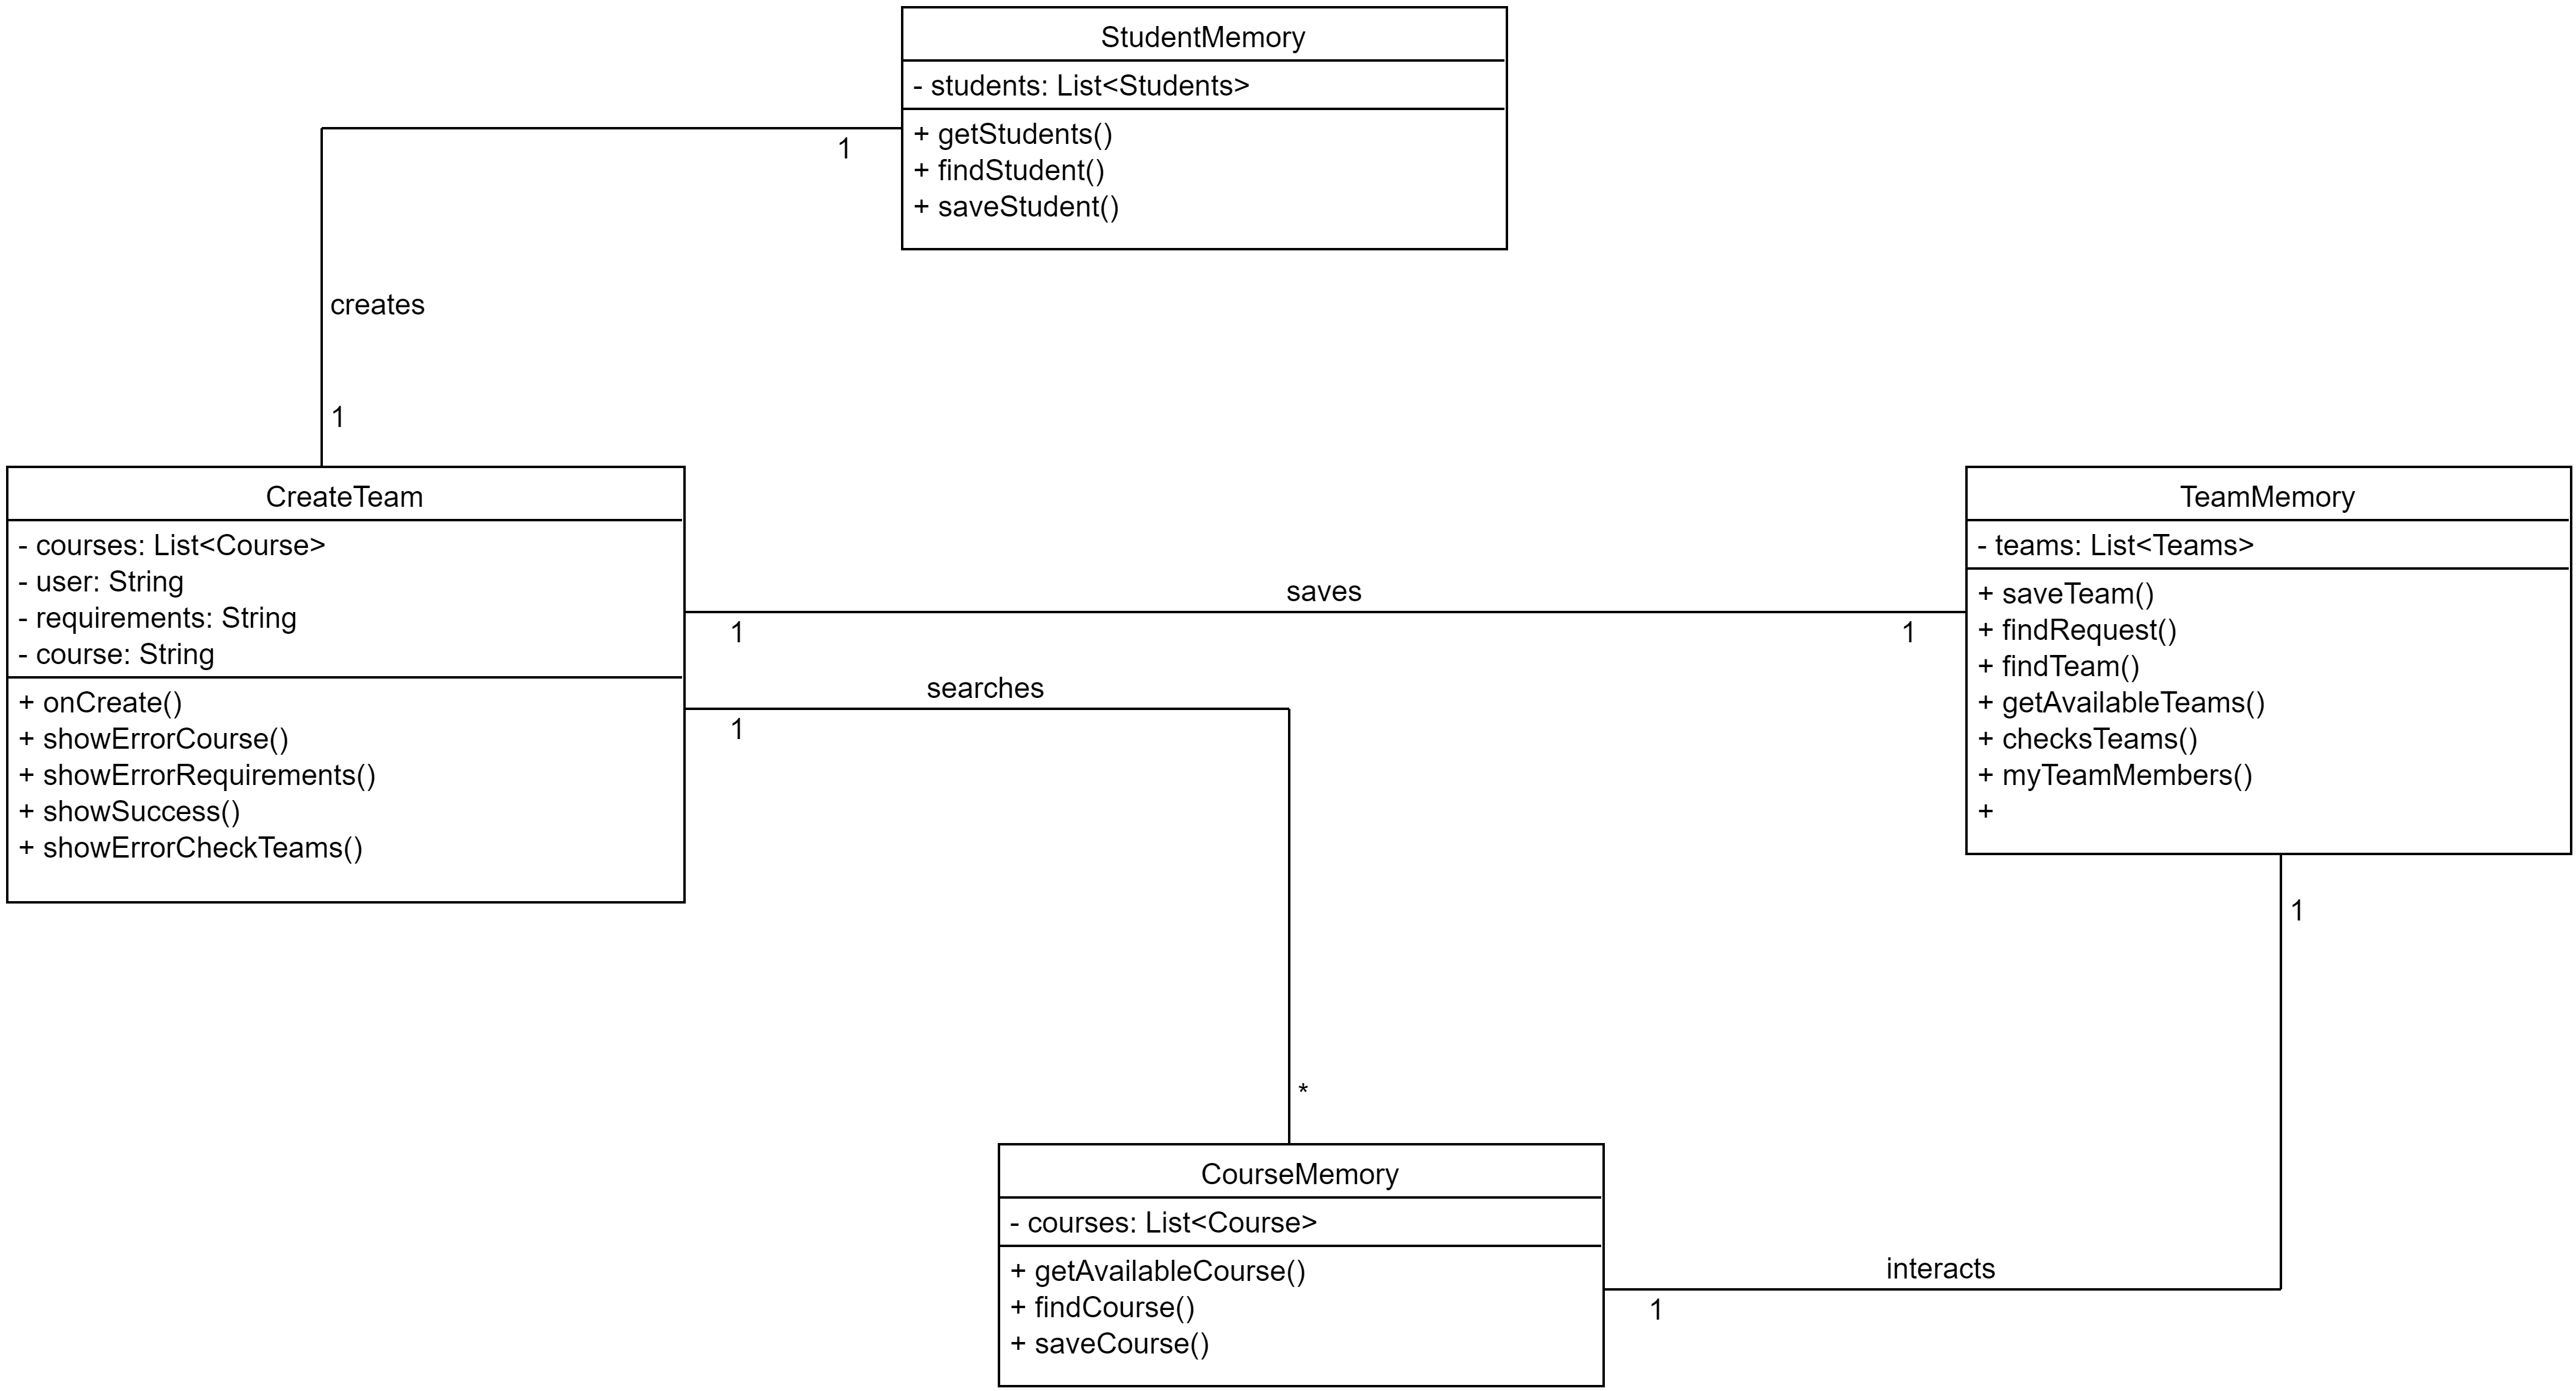 StudentMemory
- students: List<Students>
+ getStudents()
+ findStudent()
+ saveStudent()
1
creates
1
CreateTeam
- courses: List<Course>
- user: String
- requirements: String
- course: String
+ onCreate()
+ showErrorCourse()
+ showErrorRequirements()
+ showSuccess()
+ showErrorCheckTeams()
saves
1
1
searches
1
*
TeamMemory
- teams: List<Teams>
+ saveTeam()
+ findRequest()
+ findTeam()
+ getAvailableTeams()
+ checksTeams()
+ myTeamMembers()
+
1
CourseMemory
- courses: List<Course>
+ getAvailableCourse()
+ findCourse()
+ saveCourse()
interacts
1